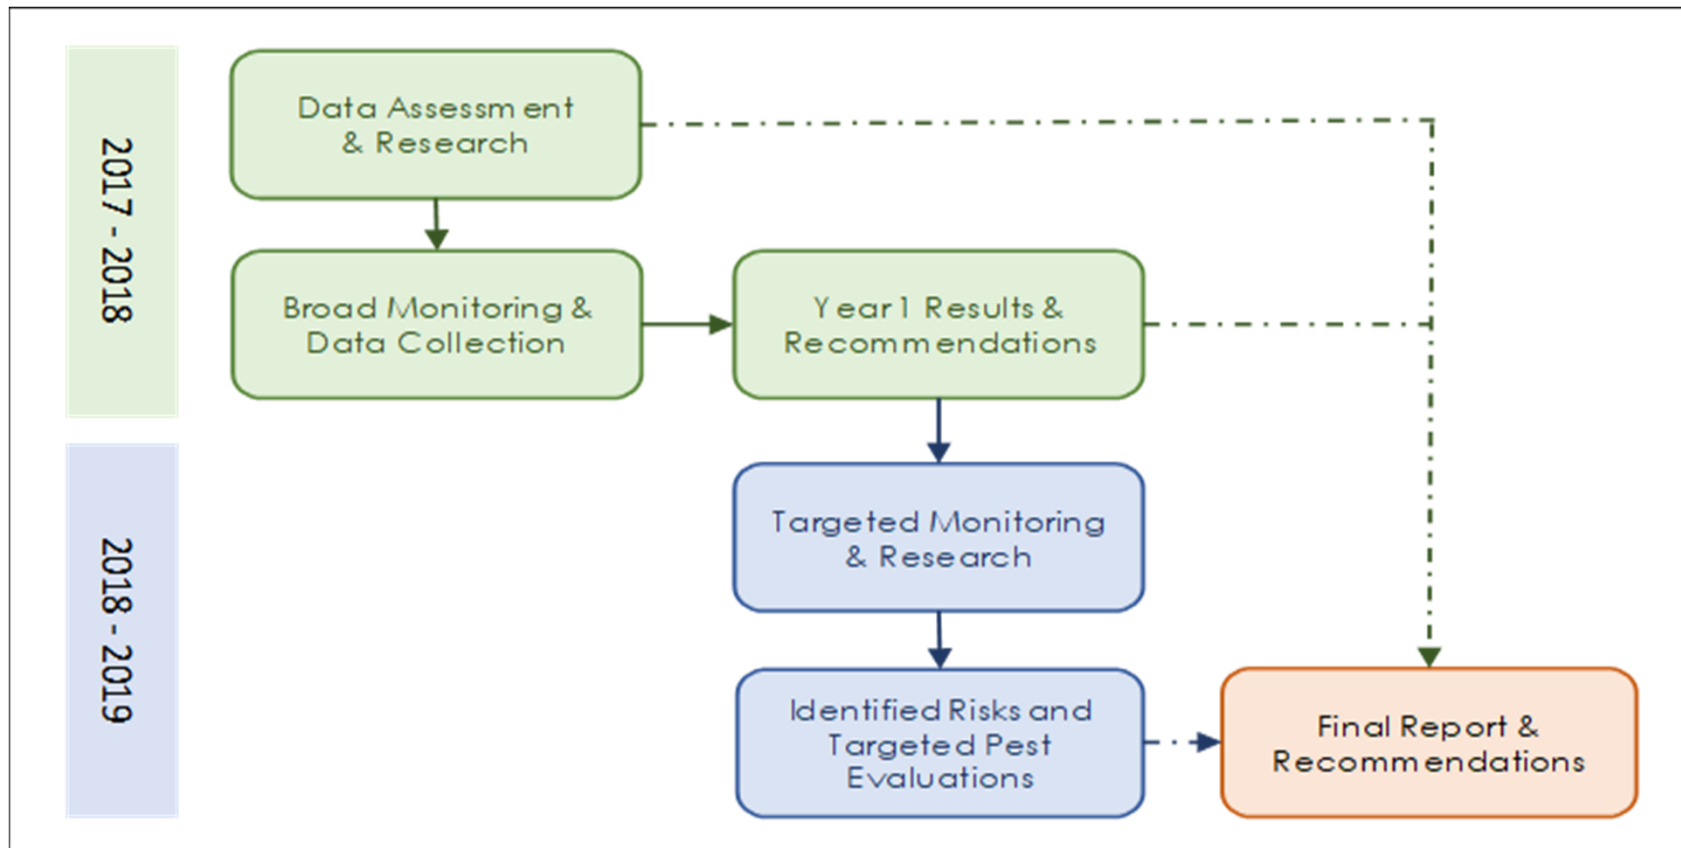 2017 - 2018
Data Assessment
& Research
Broad Monitoring &
Data Collection
Year 1 Results &
Recommendations
2018 - 2019
Targeted Monitoring
& Research
Identified Risks and
Targeted Pest
Evaluations
Final Report &
Recommendations